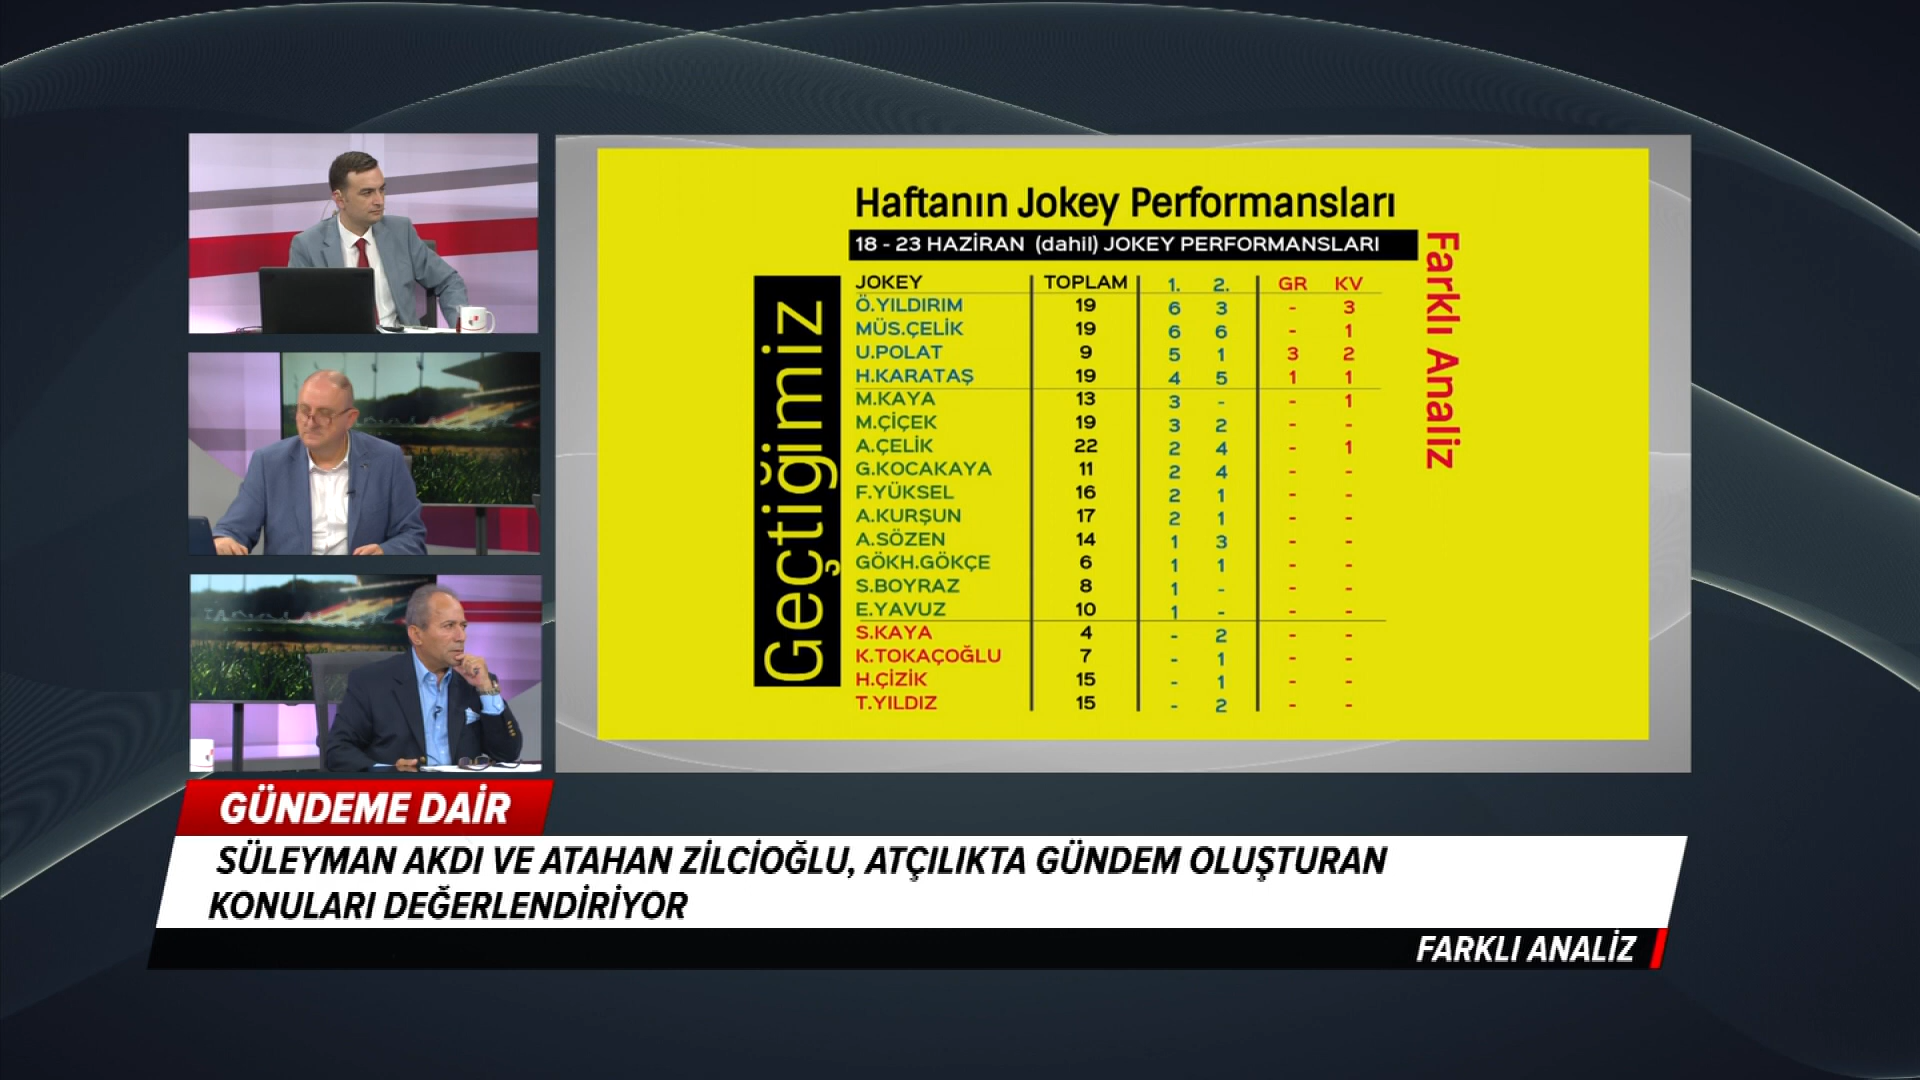 Haftanın Jokey Performansları
18 - 23 HAZİRAN (dahil) JOKEY PERFORMANSLARI
Geçtiğimiz
Farklı Analiz
JOKEY TOPLAM 1. 2. GR KV
Ö.YILDIRIM 19 6 3 - 3
MÜS.ÇELİK 19 6 6 - 1
U.POLAT 9 5 1 3 2
H.KARATAŞ 19 4 5 1 1
M.KAYA 13 3 - - 1
M.ÇİÇEK 19 3 2 - -
A.ÇELİK 22 2 4 - 1
G.KOCAKAYA 11 2 4 - -
F.YÜKSEL 16 2 1 - -
A.KURŞUN 17 2 1 - -
A.SÖZEN 14 1 3 - -
GÖKH.GÖKÇE 6 1 1 - -
S.BOYRAZ 8 1 - - -
E.YAVUZ 10 1 - - -
S.KAYA 4 - 2 - -
K.TOKAÇOĞLU 7 - 1 - -
H.ÇİZİK 15 - 1 - -
T.YILDIZ 15 - 2 - -
GÜNDEME DAİR
SÜLEYMAN AKDI VE ATAHAN ZİLCİOĞLU, ATÇILIKTA GÜNDEM OLUŞTURAN
KONULARI DEĞERLENDİRİYOR
FARKLI ANALİZ